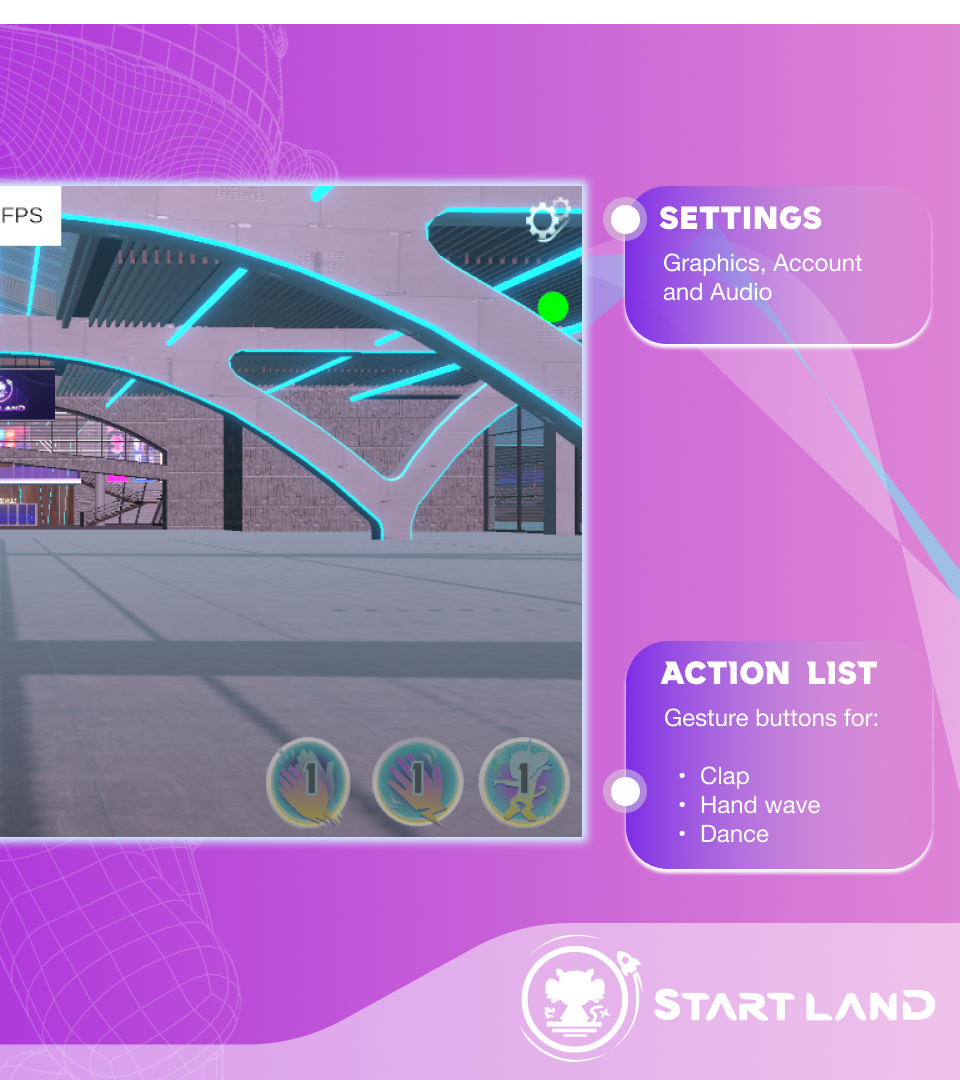 FPS
SETTINGS
Graphics, Account
and Audio
LAND
ACTION LIST
Gesture buttons for:
• Clap
• Hand wave
• Dance
1
1
1
START LAND